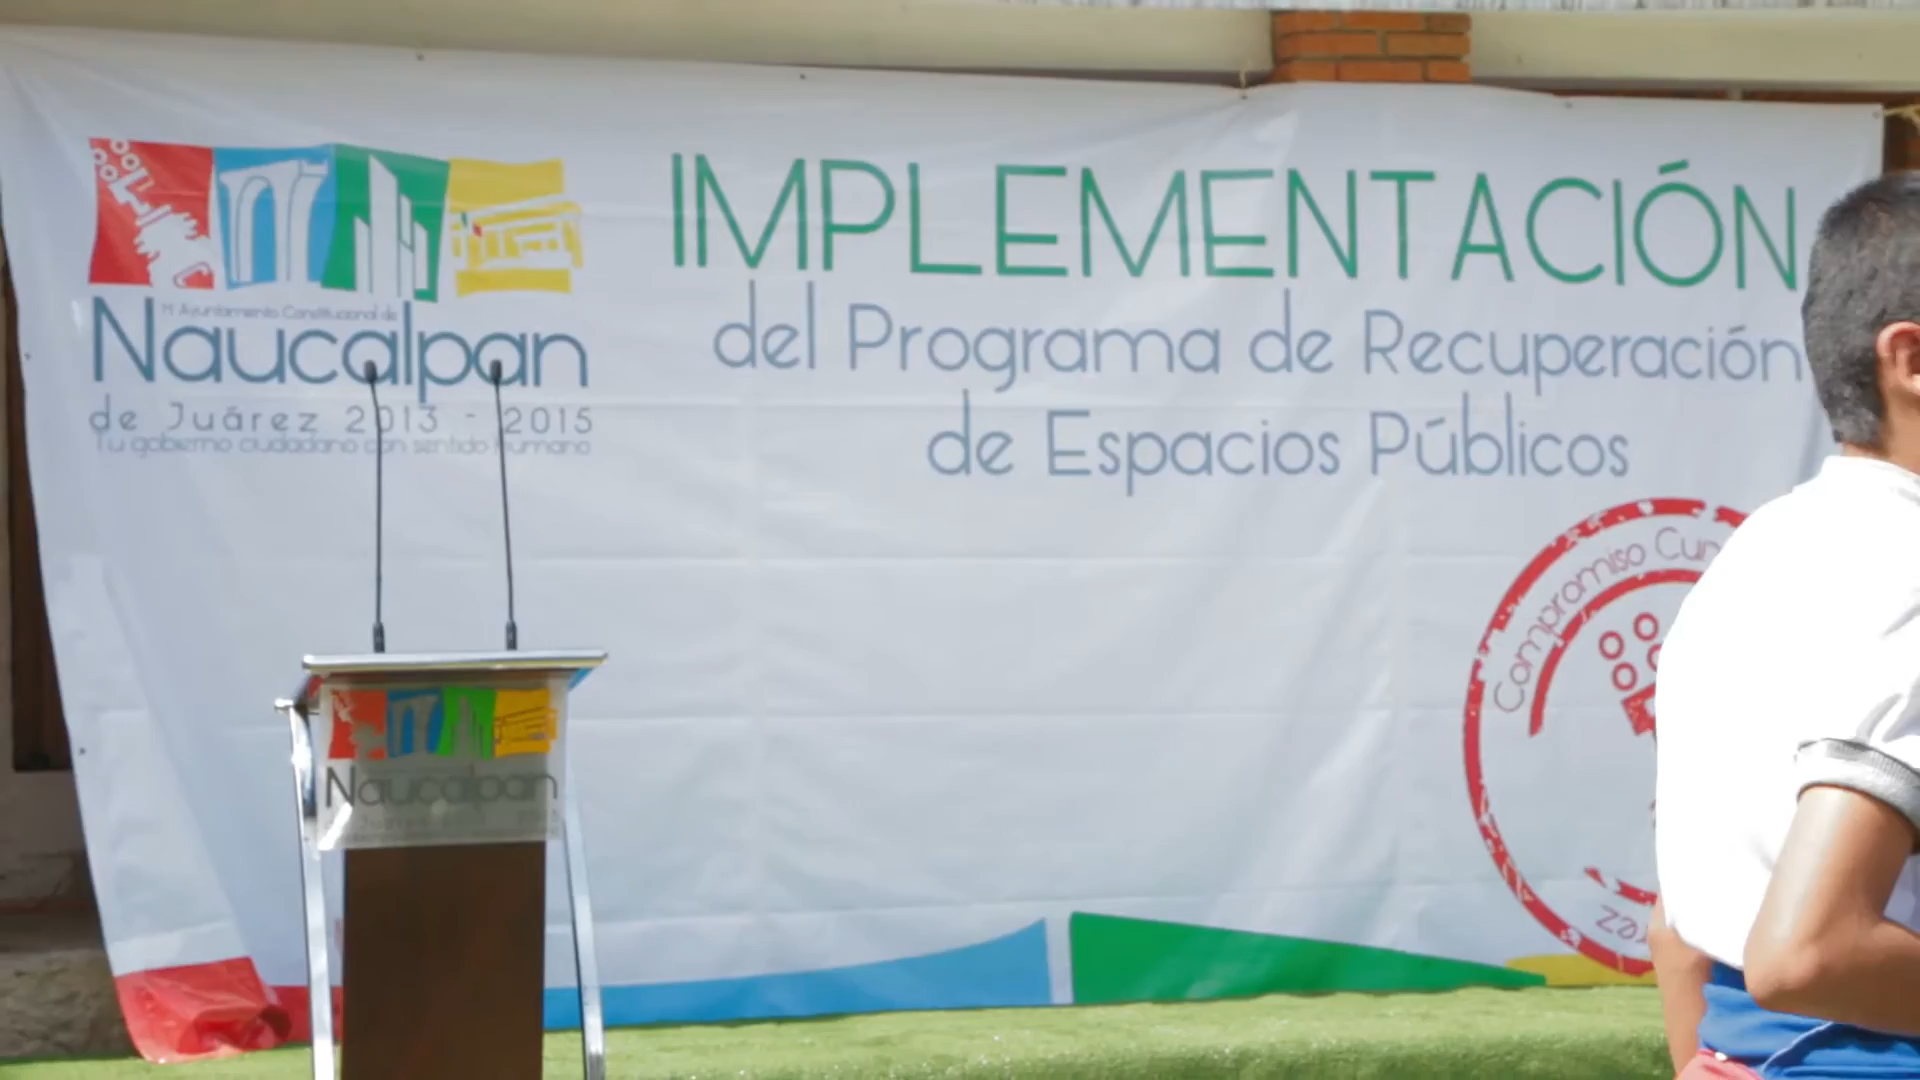 H. Ayuntamiento Constitucional de
Naucalpan
de Juárez 2013 - 2015
Tu gobierno ciudadano con sentido humano
IMPLEMENTACIÓN
del Programa de Recuperación
de Espacios Públicos
Compromiso
Naucalpan